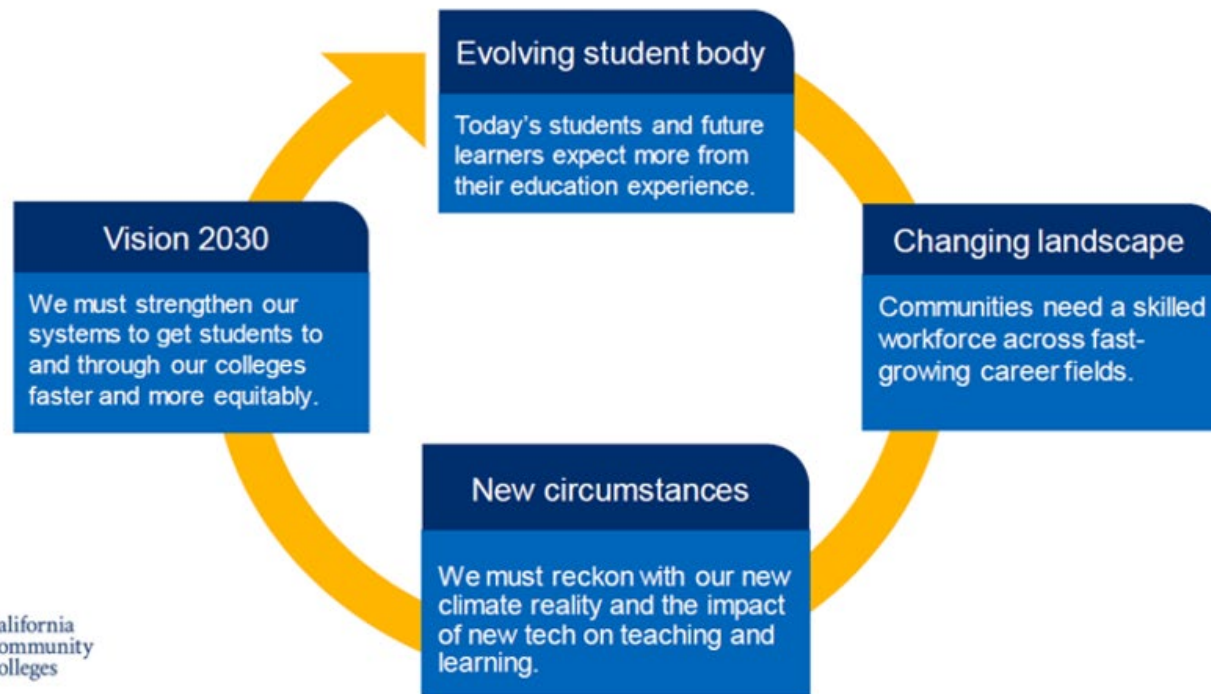 Evolving student body
Today's students and future
learners expect more from
their education experience.
Changing landscape
Communities need a skilled
workforce across fast-
growing career fields.
New circumstances
We must reckon with our new
climate reality and the impact
of new tech on teaching and
learning.
Vision 2030
We must strengthen our
systems to get students to
and through our colleges
faster and more equitably.
alifornia
ommunity
olleges